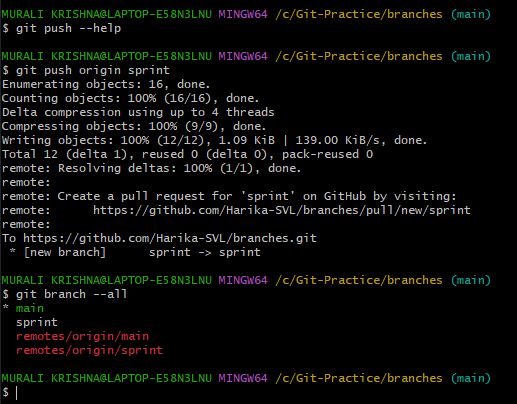 MURALI KRISHNA@LAPTOP-E58N3LNU MINGW64 /c/Git-Practice/branches (main)
$ git push --help
MURALI KRISHNA@LAPTOP-E58N3LNU MINGW64 /c/Git-Practice/branches (main)
$ git push origin sprint
Enumerating objects: 16, done.
Counting objects: 100% (16/16), done.
Delta compression using up to 4 threads
Compressing objects: 100% (9/9), done.
Writing objects: 100% (12/12), 1.09 KiB | 139.00 KiB/s, done.
Total 12 (delta 1), reused 0 (delta 0), pack-reused 0
remote: Resolving deltas: 100% (1/1), done.
remote:
remote: Create a pull request for 'sprint' on GitHub by visiting:
remote:      https://github.com/Harika-SVL/branches/pull/new/sprint
remote:
To https://github.com/Harika-SVL/branches.git
 * [new branch]      sprint -> sprint
MURALI KRISHNA@LAPTOP-E58N3LNU MINGW64 /c/Git-Practice/branches (main)
$ git branch --all
* main
  sprint
  remotes/origin/main
  remotes/origin/sprint
MURALI KRISHNA@LAPTOP-E58N3LNU MINGW64 /c/Git-Practice/branches (main)
$